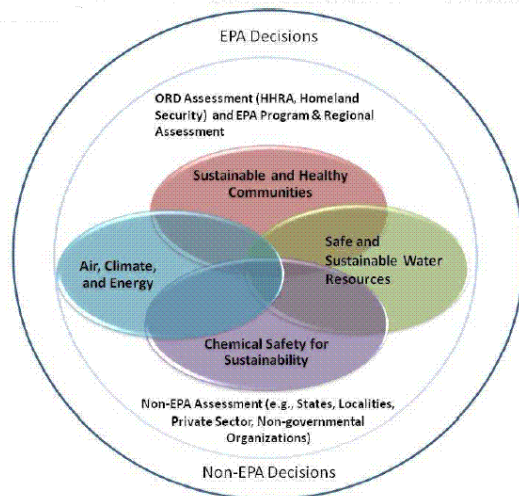 EPA Decisions
ORD Assessment (HHRA, Homeland
Security) and EPA Program & Regional
Assessment
Sustainable and Healthy
Communities
Air, Climate,
and Energy
Safe and
Sustainable Water
Resources
Chemical Safety for
Sustainability
Non-EPA Assessment (e.g., States, Localities,
Private Sector, Non-governmental
Organizations)
Non-EPA Decisions